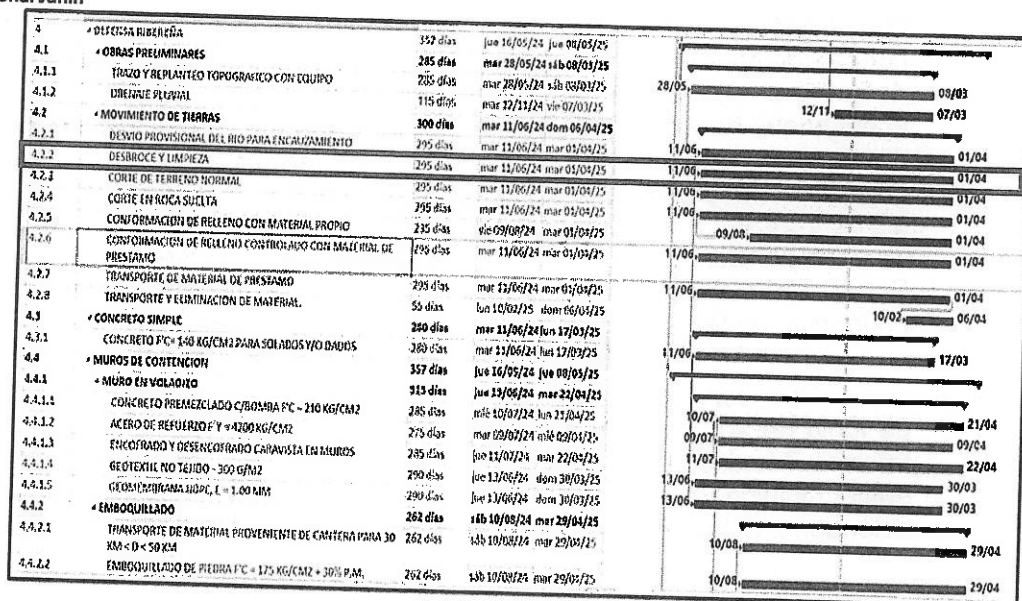 4 DEFENSA RIBEREÑA 357 días jue 16/05/24 jue 08/05/25
4.1 OBRAS PRELIMINARES 285 días mar 28/05/24 sáb 08/03/25
4.1.1 TRAZO Y REPLANTEO TOPOGRAFICO CON EQUIPO 285 días mar 28/05/24 sáb 08/03/25 28/05 08/03
4.1.2 DRENAJE PLUVIAL 115 días mar 12/11/24 vie 07/03/25 12/11 07/03
4.2 MOVIMIENTO DE TIERRAS 300 días mar 11/06/24 dom 06/04/25
4.2.1 DESVIO PROVISIONAL DEL RIO PARA ENCAUZAMIENTO 295 días mar 11/06/24 mar 01/04/25 11/06 01/04
4.2.2 DESBROCE Y LIMPIEZA 295 días mar 11/06/24 mar 01/04/25 11/06 01/04
4.2.3 CORTE DE TERRENO NORMAL 295 días mar 11/06/24 mar 01/04/25 11/06 01/04
4.2.4 CORTE EN ROCA SUELTA 295 días mar 11/06/24 mar 01/04/25 11/06 01/04
4.2.5 CONFORMACION DE RELLENO CON MATERIAL PROPIO 235 días vie 09/08/24 mar 01/04/25 09/08 01/04
4.2.6 CONFORMACION DE RELLENO CONTROLADO CON MATERIAL DE 295 días mar 11/06/24 mar 01/04/25 11/06 01/04
PRESTAMO
4.2.7 TRANSPORTE DE MATERIAL DE PRESTAMO 295 días mar 11/06/24 mar 01/04/25 11/06 01/04
4.2.8 TRANSPORTE Y ELIMINACION DE MATERIAL. 55 días lun 10/02/25 dom 06/04/25 10/02 06/04
4.3 CONCRETO SIMPLE 280 días mar 11/06/24 lun 17/03/25
4.3.1 CONCRETO F'C= 140 KG/CM2 PARA SOLADOS Y/O DADOS 280 días mar 11/06/24 lun 17/03/25 11/06 17/03
4.4 MUROS DE CONTENCION 357 días jue 16/05/24 jue 08/05/25
4.4.1 MURO EN VOLADIZO 313 días jue 13/06/24 mar 22/04/25
4.4.1.1 CONCRETO PREMEZCLADO C/BOMBA F'C - 210 KG/CM2 285 días mié 10/07/24 lun 21/04/25 10/07 21/04
4.4.1.2 ACERO DE REFUERZO F'Y =4200 KG/CM2 275 días mar 09/07/24 mié 09/04/25 09/07 09/04
4.4.1.3 ENCOFRADO Y DESENCOFRADO CARAVISTA EN MUROS 285 días jue 11/07/24 mar 22/04/25 11/07 22/04
4.4.1.4 GEOTEXTIL NO TEJIDO - 300 G/M2 290 días jue 13/06/24 dom 30/03/25 13/06 30/03
4.4.1.5 GEOMEMBRANA HDPE, E = 1.00 MM 290 días jue 13/06/24 dom 30/03/25 13/06 30/03
4.4.2 EMBOQUILLADO 262 días sáb 10/08/24 mar 29/04/25
4.4.2.1 TRANSPORTE DE MATERIAL PROVENIENTE DE CANTERA PARA 30 262 días sáb 10/08/24 mar 29/04/25 10/08 29/04
KM < D < 50 KM
4.4.2.2 EMBOQUILLADO DE PIEDRA F'C = 175 KG/CM2 + 30% P.M. 262 días sáb 10/08/24 mar 29/04/25 10/08 29/04